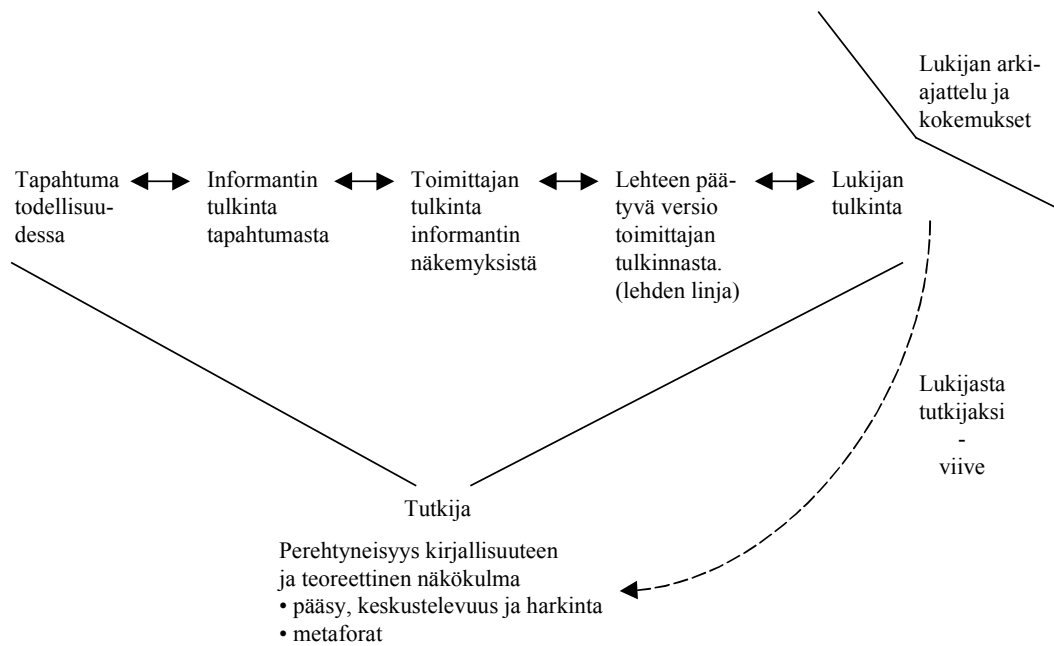 Lukijan arki-
ajattelu ja
kokemukset
Tapahtuma
todellisuu-
dessa
Informantin
tulkinta
tapahtumasta
Toimittajan
tulkinta
informantin
näkemyksistä
Lehteen pää-
tyvä versio
toimittajan
tulkinnasta.
(lehden linja)
Lukijan
tulkinta
Lukijasta
tutkijaksi
-
viive
Tutkija
Perehtyneisyys kirjallisuuteen
ja teoreettinen näkökulma
• pääsy, keskustelevuus ja harkinta
• metaforat